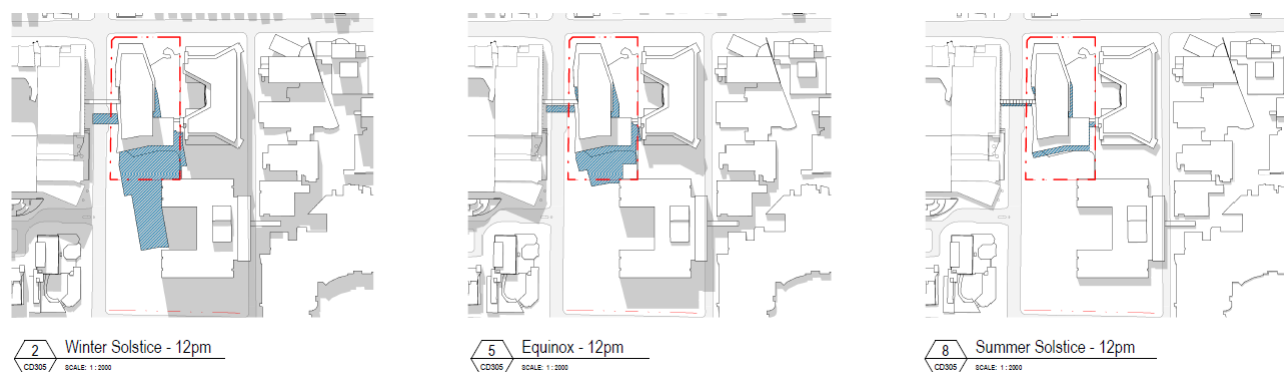 2 Winter Solstice - 12pm
CD305 SCALE: 1 : 2000
5 Equinox - 12pm
CD305 SCALE: 1 : 2000
8 Summer Solstice - 12pm
CD305 SCALE: 1 : 2000